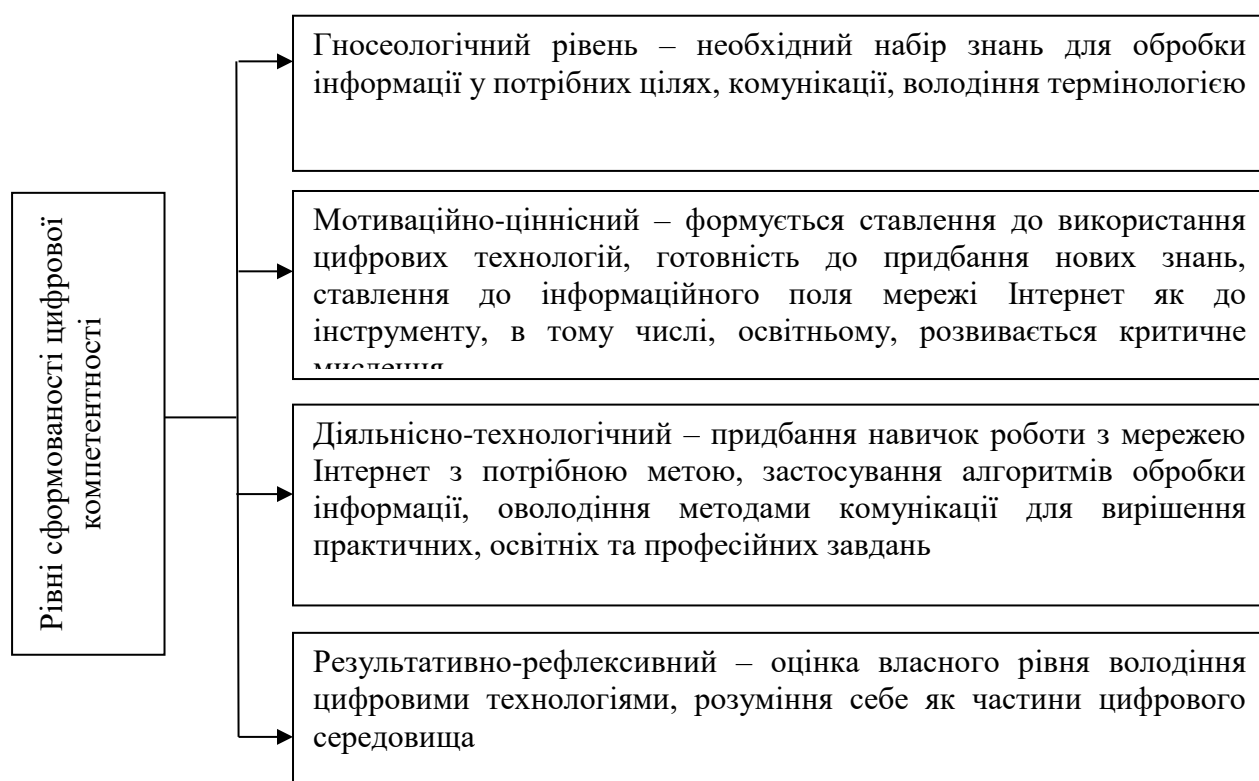 Рівні сформованості цифрової
компетентності
Гносеологічний рівень – необхідний набір знань для обробки
інформації у потрібних цілях, комунікації, володіння термінологією
Мотиваційно-ціннісний – формується ставлення до використання
цифрових технологій, готовність до придбання нових знань,
ставлення до інформаційного поля мережі Інтернет як до
інструменту, в тому числі, освітньому, розвивається критичне
мислення
Діяльнісно-технологічний – придбання навичок роботи з мережею
Інтернет з потрібною метою, застосування алгоритмів обробки
інформації, оволодіння методами комунікації для вирішення
практичних, освітніх та професійних завдань
Результативно-рефлексивний – оцінка власного рівня володіння
цифровими технологіями, розуміння себе як частини цифрового
середовища